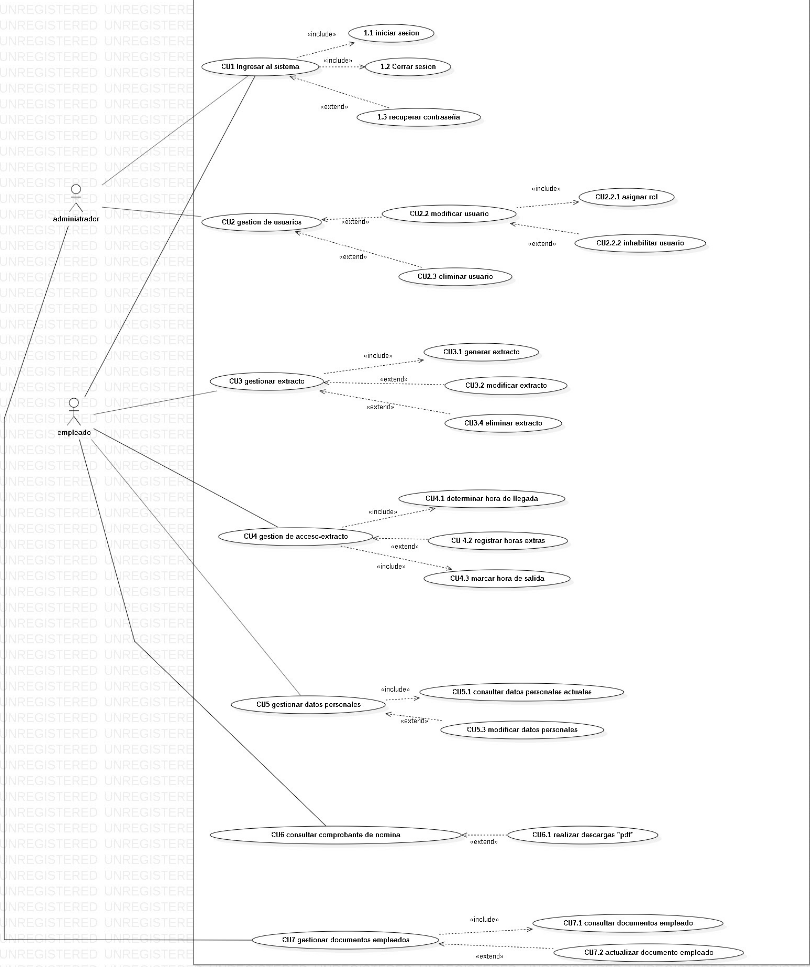 UNREGISTERED UNREGISTERED
«include»
1.1 iniciar sesion
CU1 Ingresar al sistema
«include»
1.2 Cerrar sesion
«extend»
1.3 recuperar contraseña
administrador
CU2 gestion de usuarios
«extend»
CU2.2 modificar usuario
«include»
CU2.2.1 asignar rol
«extend»
CU2.2.2 inhabilitar usuario
«extend»
CU2.3 eliminar usuario
empleado
CU3 gestionar extracto
«include»
CU3.1 generar extracto
«extend»
CU3.2 modificar extracto
«extend»
CU3.4 eliminar extracto
CU4 gestion de acceso-extracto
«include»
CU4.1 determinar hora de llegada
«extend»
CU4.2 registrar horas extras
«include»
CU4.3 marcar hora de salida
CU5 gestionar datos personales
«include»
CU5.1 consultar datos personales actuales
«extend»
CU5.3 modificar datos personales
CU6 consultar comprobante de nomina
«extend»
CU6.1 realizar descargas "pdf"
CU7 gestionar documentos empleados
«include»
CU7.1 consultar documentos empleado
«extend»
CU7.2 actualizar documento empleado